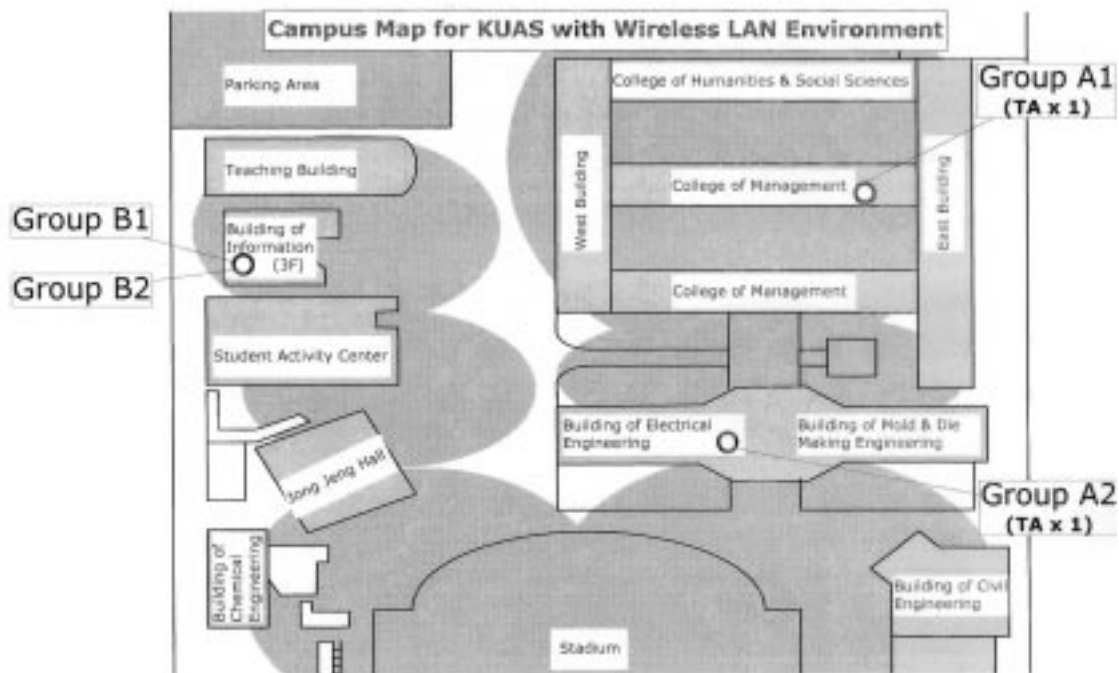 Campus Map for KUAS with Wireless LAN Environment
Parking Area
College of Humanities & Social Sciences
Group A1
(TA x 1)
Teaching Building
West Building
College of Management
East Building
Group B1
Building of
Information
(3F)
Group B2
College of Management
Student Activity Center
Building of Electrical
Engineering
Building of Mold & Die
Making Engineering
Jong Jeng Hall
Group A2
(TA x 1)
Building of
Chemical
Engineering
Building of Civil
Engineering
Stadium